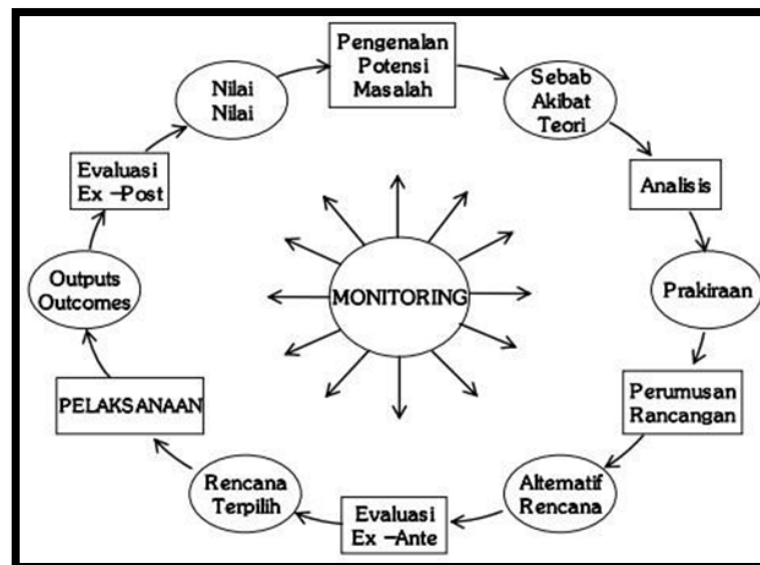 Pengenalan
Potensi
Masalah
Sebab
Akibat
Teori
Analisis
Prakiraan
Perumusan
Rancangan
Alternatif
Rencana
Evaluasi
Ex –Ante
Rencana
Terpilih
PELAKSANAAN
Outputs
Outcomes
Evaluasi
Ex –Post
Nilai
Nilai
MONITORING